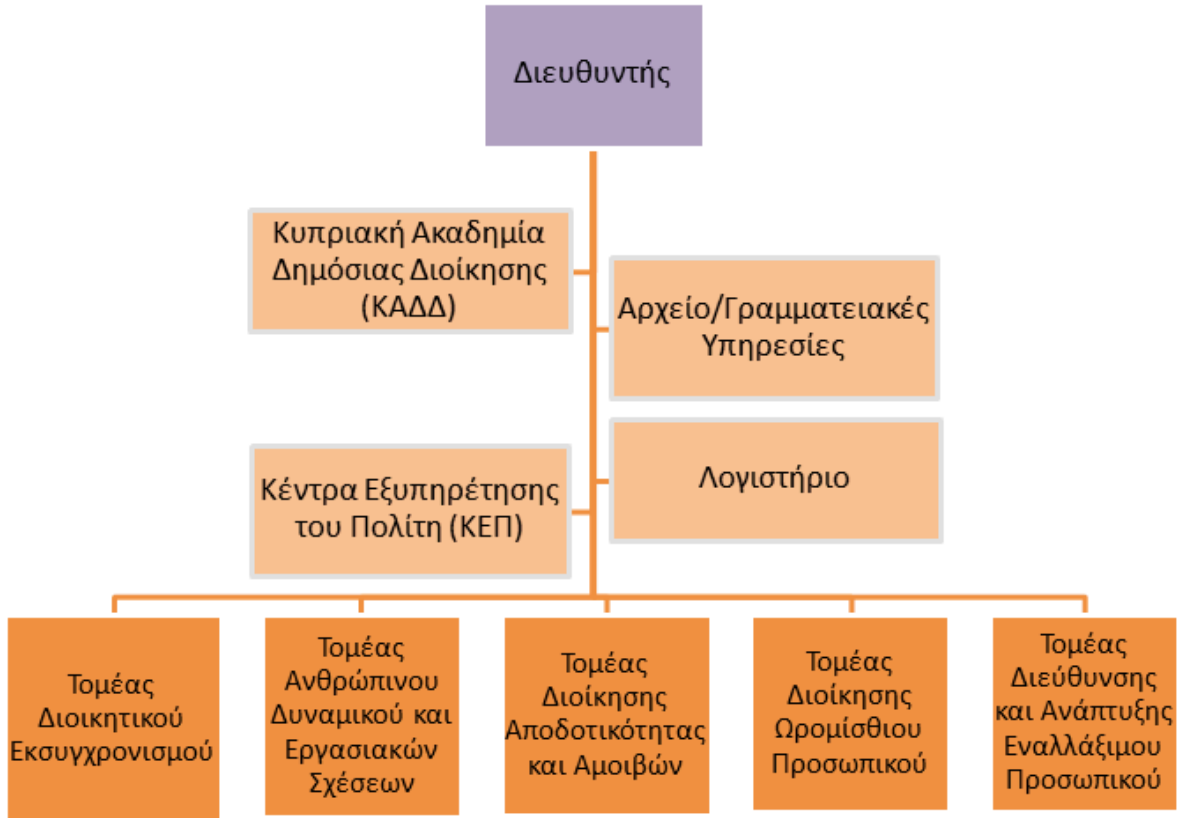 Διευθυντής
Κυπριακή Ακαδημία
Δημόσιας Διοίκησης
(ΚΑΔΔ)
Αρχείο/Γραμματειακές
Υπηρεσίες
Κέντρα Εξυπηρέτησης
του Πολίτη (ΚΕΠ)
Λογιστήριο
Τομέας
Διοικητικού
Εκσυγχρονισμού
Τομέας
Ανθρώπινου
Δυναμικού και
Εργασιακών
Σχέσεων
Τομέας
Διοίκησης
Αποδοτικότητας
και Αμοιβών
Τομέας
Διοίκησης
Ωρομίσθιου
Προσωπικού
Τομέας
Διεύθυνσης
και Ανάπτυξης
Εναλλάξιμου
Προσωπικού